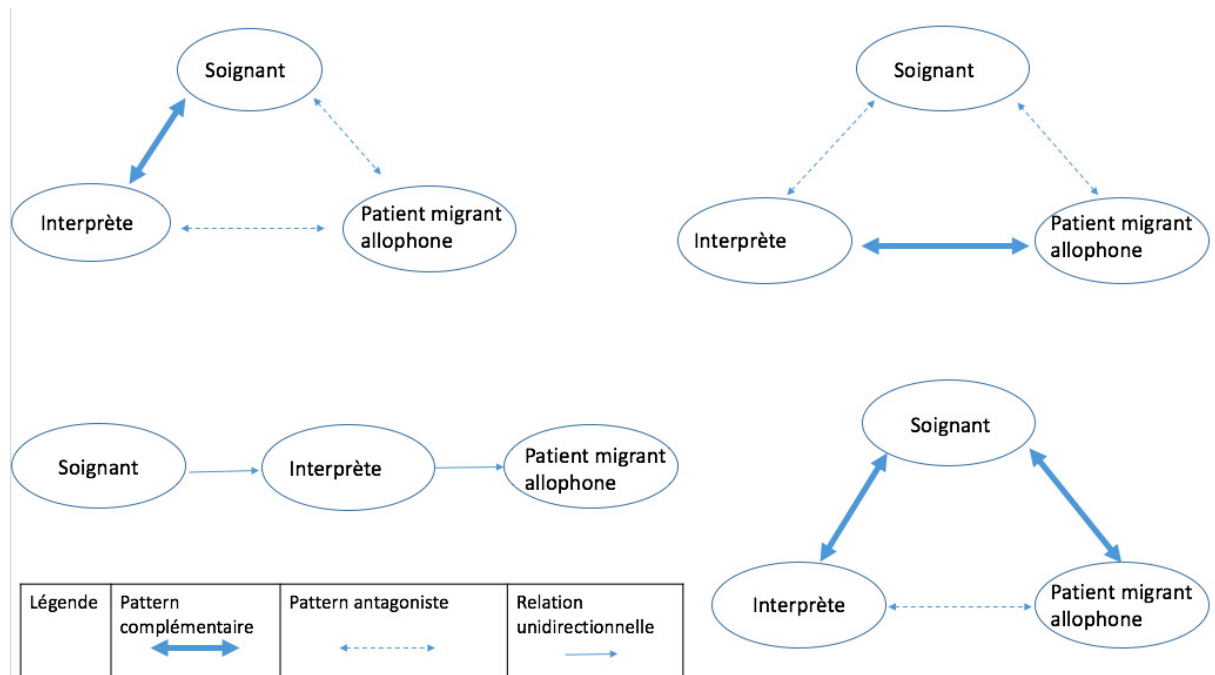 Soignant
Interprète
Patient migrant
allophone
Soignant
Interprète
Patient migrant
allophone
Soignant
Interprète
Patient migrant
allophone
Soignant
Interprète
Patient migrant
allophone
Légende
Pattern
complémentaire
Pattern antagoniste
Relation
unidirectionnelle